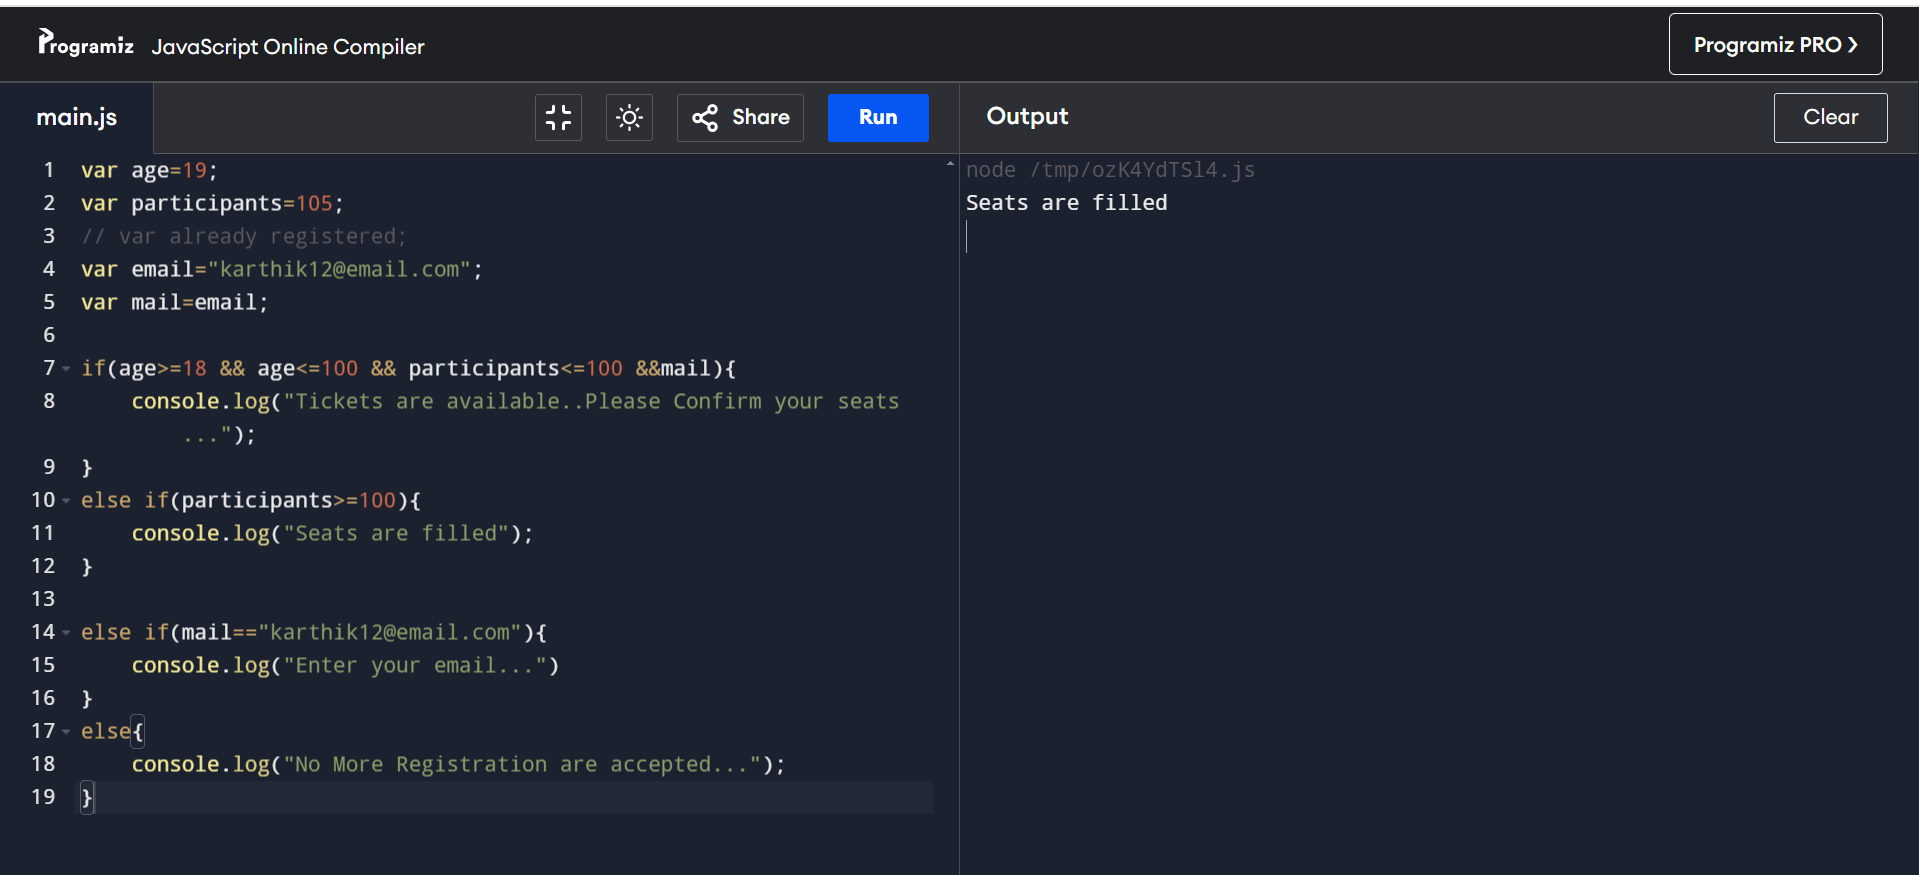 Programiz JavaScript Online Compiler
Programiz PRO ❯
main.js
Share
Run
Output
Clear
1 var age=19;
2 var participants=105;
3 // var already registered;
4 var email="karthik12@email.com";
5 var mail=email;
6
7 if(age>=18 && age<=100 && participants<=100 &&mail){
8 console.log("Tickets are available..Please Confirm your seats
...");
9 }
10 else if(participants>=100){
11 console.log("Seats are filled");
12 }
13
14 else if(mail=="karthik12@email.com"){
15 console.log("Enter your email...")
16 }
17 else{
18 console.log("No More Registration are accepted...");
19 }
node /tmp/ozK4YdTSl4.js
Seats are filled